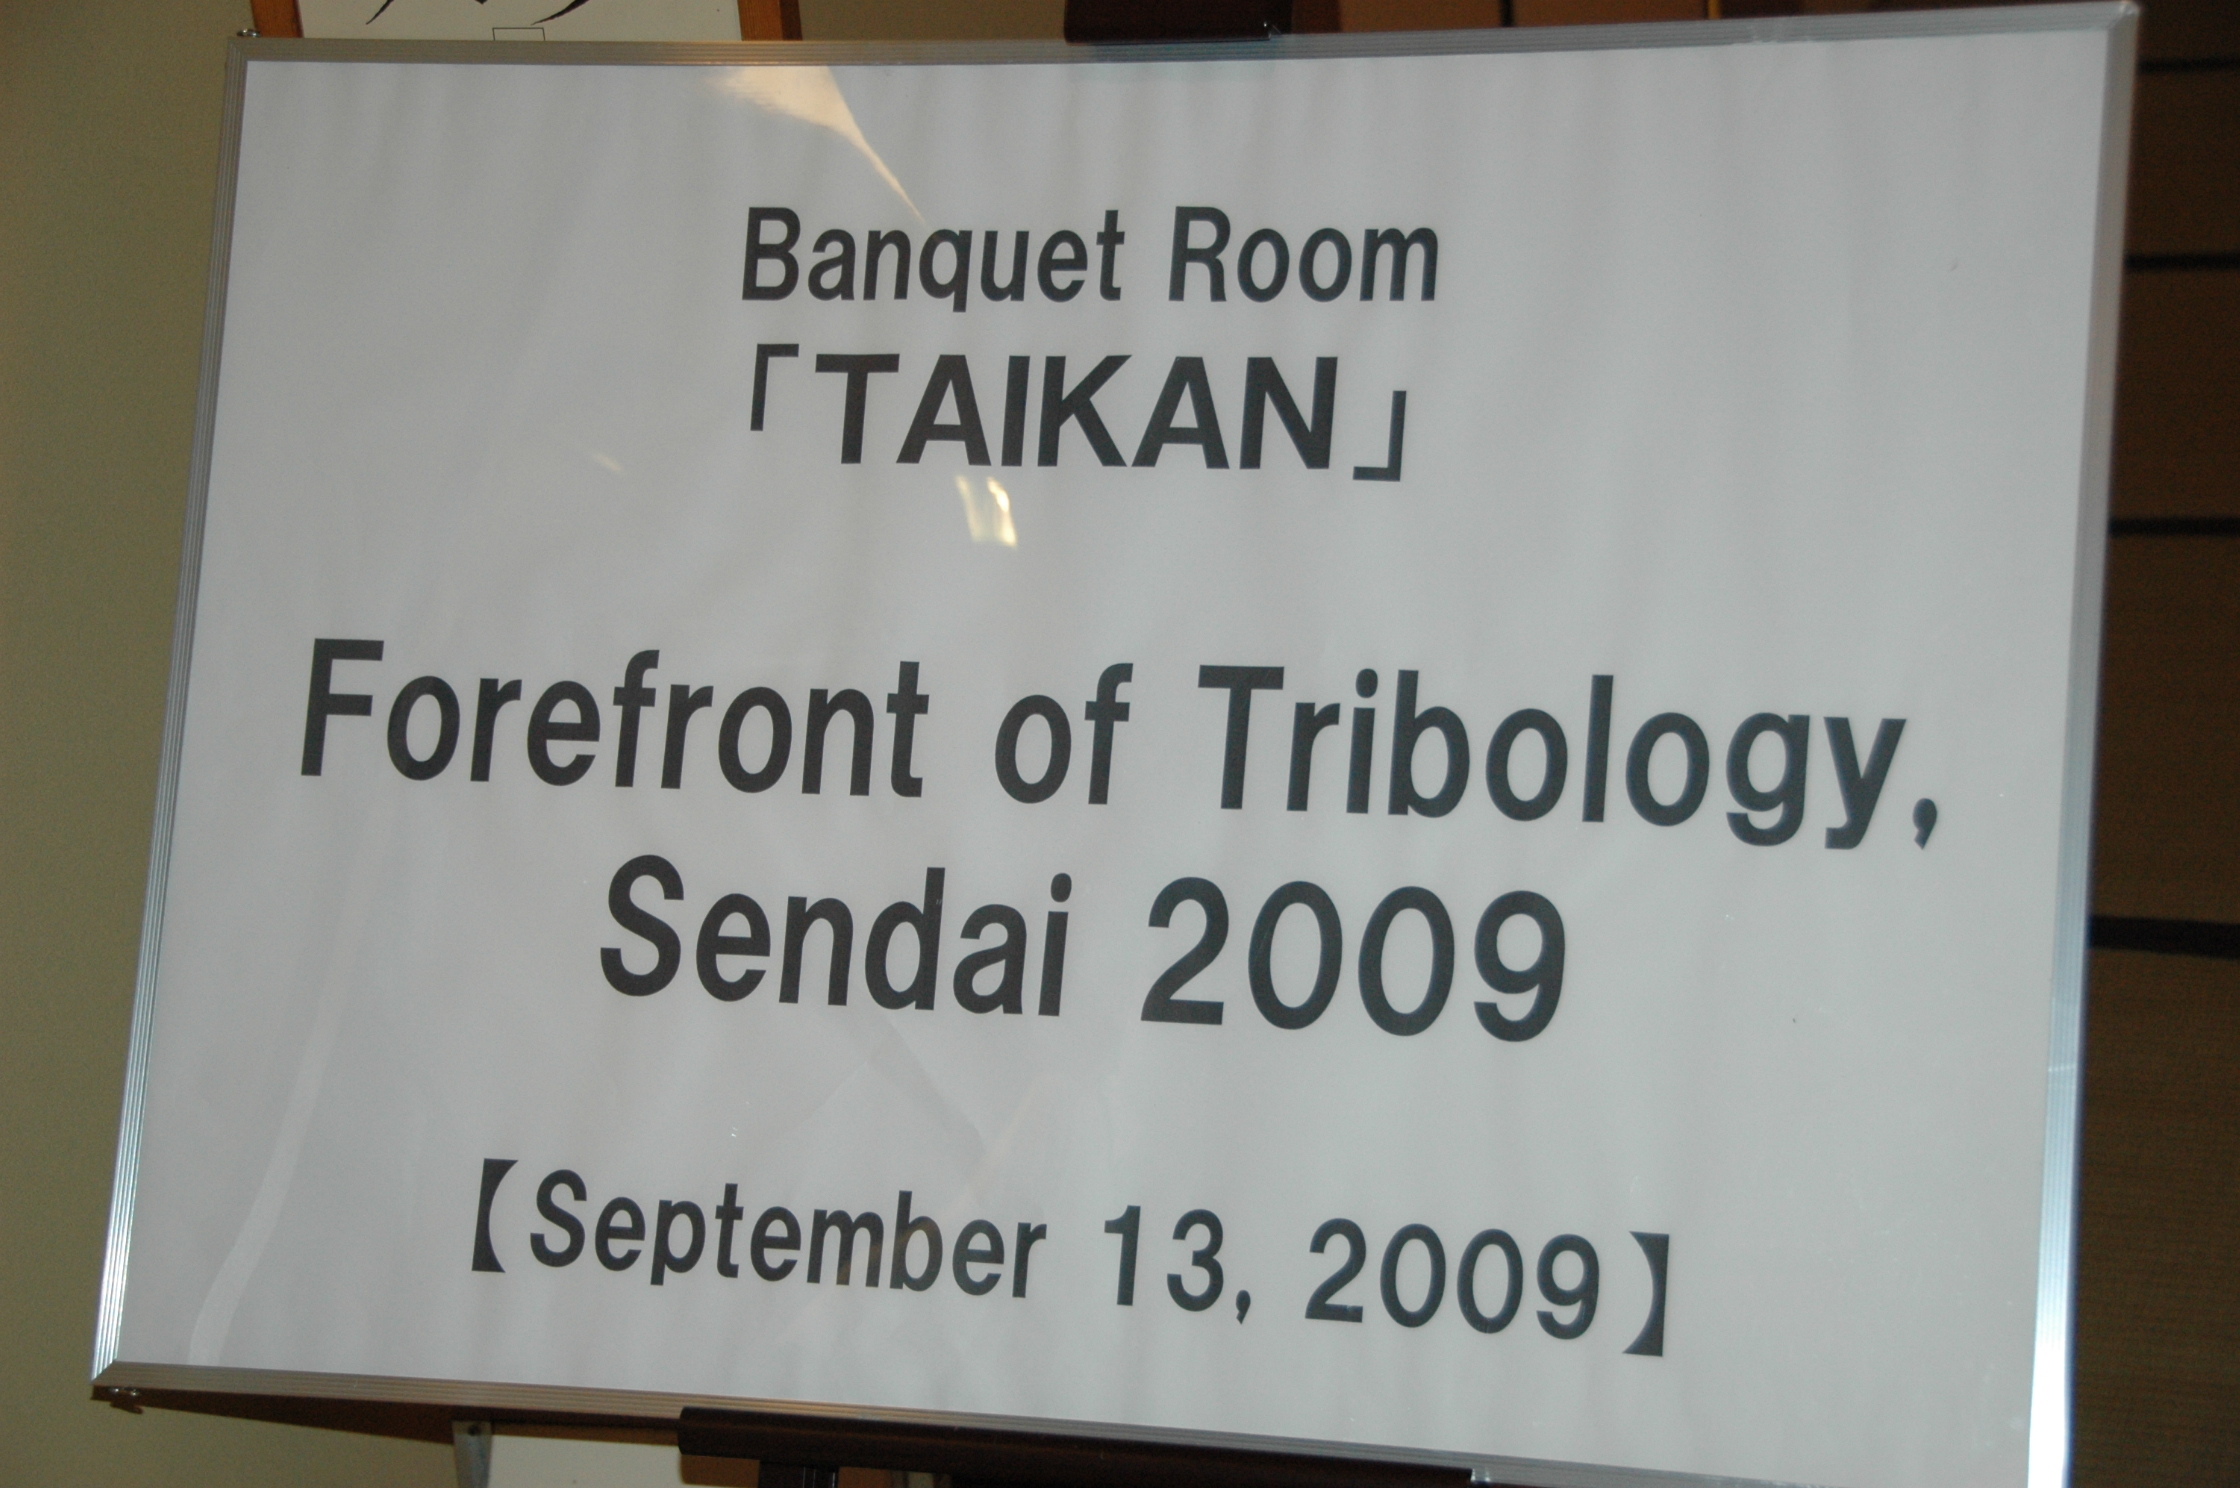 Banquet Room
「TAIKAN」
Forefront of Tribology,
Sendai 2009
【September 13, 2009】